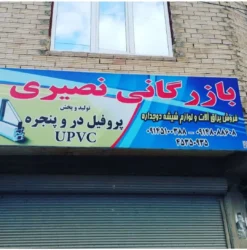 بازرگانی نصیری
تولید و پخش
پروفیل در و پنجره
UPVC
فروش یراق آلات و لوازم شیشه دوجداره